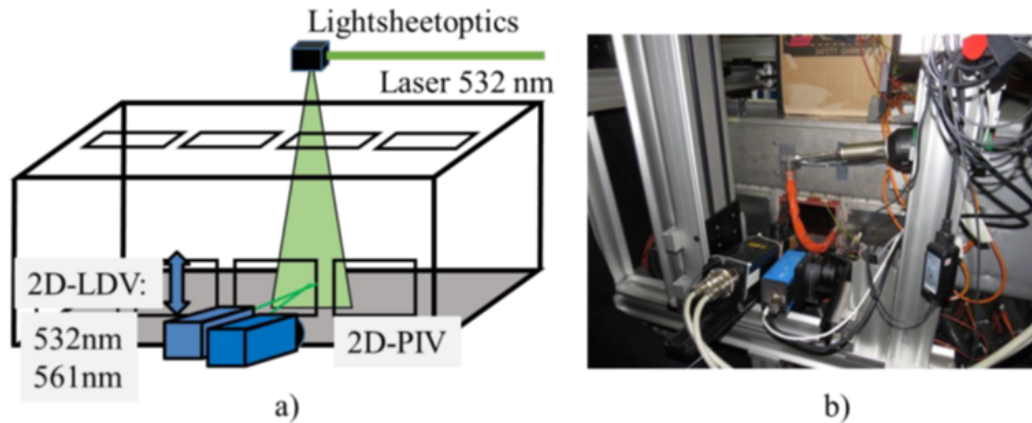 Lightsheetoptics
Laser 532 nm
2D-LDV:
532nm
561nm
2D-PIV
a)
b)